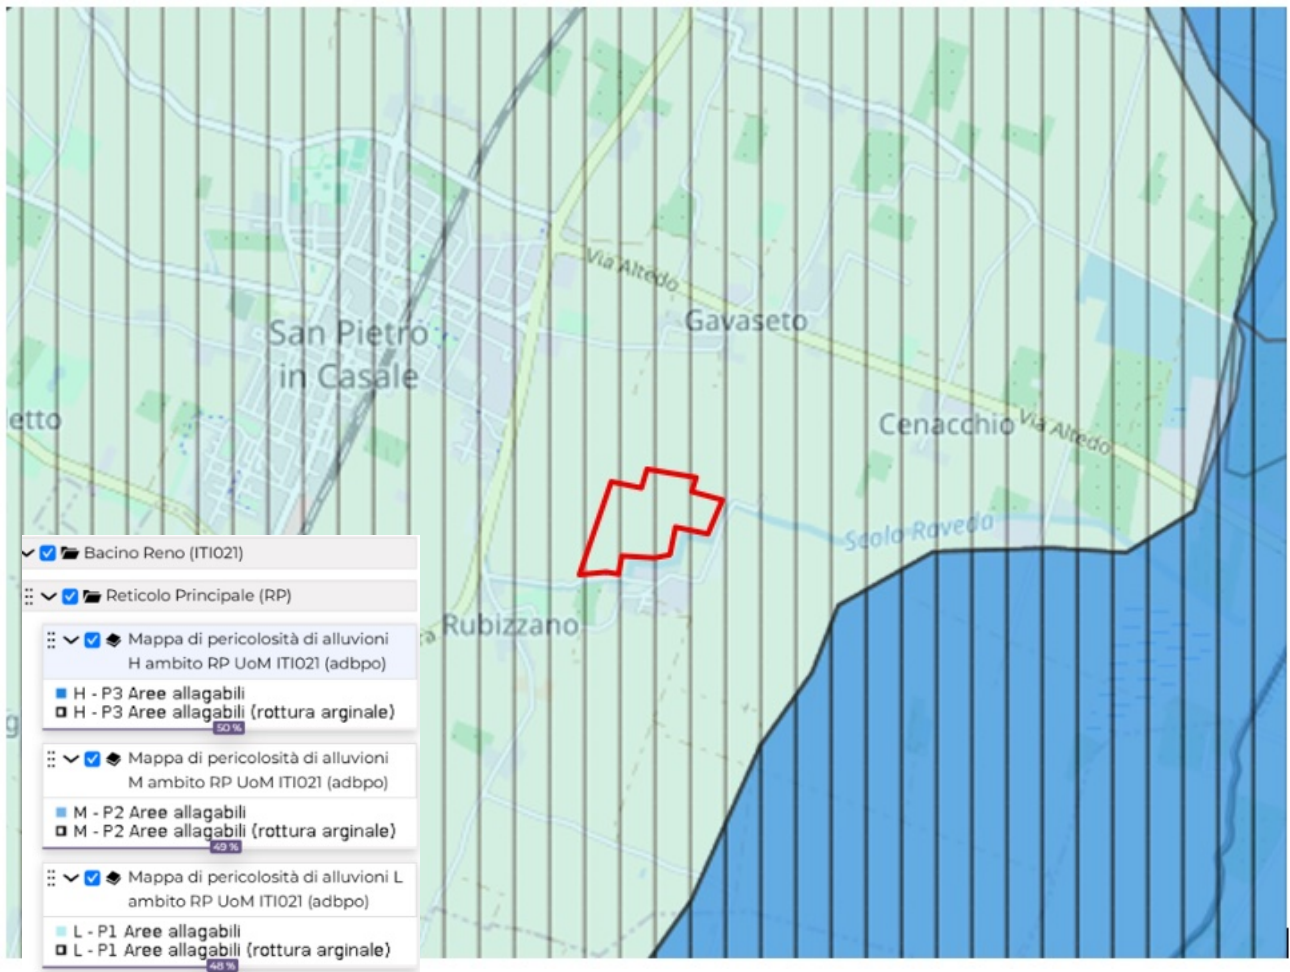 Via Altedo
San Pietro
in Casale
Gavaseto
etto
Cenacchio
Via Altedo
Scolo Raveda
Rubizzano
ra
g
Bacino Reno (ITI021)
Reticolo Principale (RP)
Mappa di pericolosità di alluvioni
H ambito RP UoM ITI021 (adbpo)
H - P3 Aree allagabili
H - P3 Aree allagabili (rottura arginale)
50 %
Mappa di pericolosità di alluvioni
M ambito RP UoM ITI021 (adbpo)
M - P2 Aree allagabili
M - P2 Aree allagabili (rottura arginale)
49 %
Mappa di pericolosità di alluvioni L
ambito RP UoM ITI021 (adbpo)
L - P1 Aree allagabili
L - P1 Aree allagabili (rottura arginale)
48 %